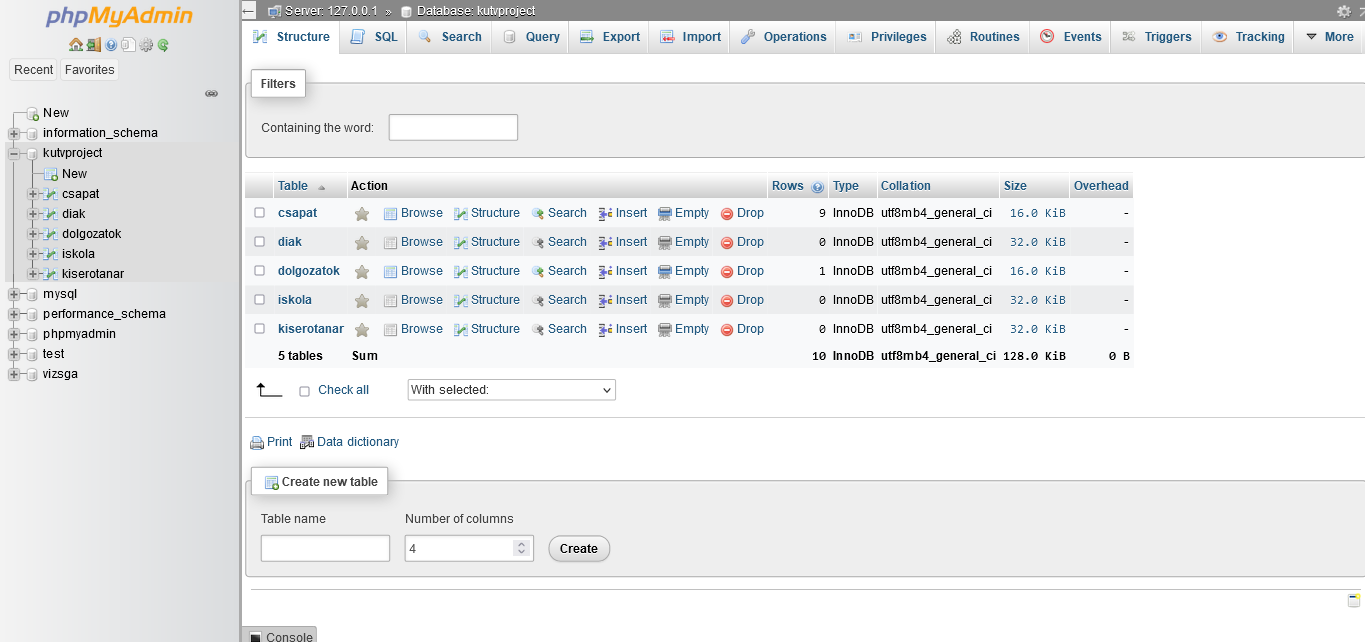 phpMyAdmin
Recent Favorites
New
information_schema
kutvproject
New
csapat
diak
dolgozatok
iskola
kiserotanar
mysql
performance_schema
phpmyadmin
test
vizsga
Server: 127.0.0.1 » Database: kutvproject
Structure SQL Search Query Export Import Operations Privileges Routines Events Triggers Tracking More
Filters
Containing the word:
Table Action Rows Type Collation Size Overhead
csapat Browse Structure Search Insert Empty Drop 9 InnoDB utf8mb4_general_ci 16.0 KiB -
diak Browse Structure Search Insert Empty Drop 0 InnoDB utf8mb4_general_ci 32.0 KiB -
dolgozatok Browse Structure Search Insert Empty Drop 1 InnoDB utf8mb4_general_ci 16.0 KiB -
iskola Browse Structure Search Insert Empty Drop 0 InnoDB utf8mb4_general_ci 32.0 KiB -
kiserotanar Browse Structure Search Insert Empty Drop 0 InnoDB utf8mb4_general_ci 32.0 KiB -
5 tables Sum 10 InnoDB utf8mb4_general_ci 128.0 KiB 0 B
Check all With selected:
Print Data dictionary
Create new table
Table name Number of columns
4 Create
Console